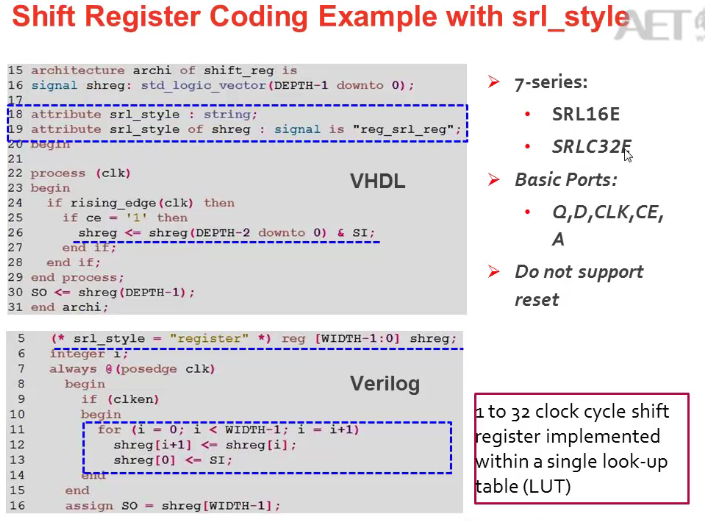 Shift Register Coding Example with srl_style
AET
15 architecture archi of shift_reg is
16 signal shreg: std_logic_vector(DEPTH-1 downto 0);
17
18 attribute srl_style : string;
19 attribute srl_style of shreg : signal is "reg_srl_reg";
20 begin
21
22 process (clk)
23 begin
24 if rising_edge(clk) then
25 if ce = '1' then
26 shreg <= shreg(DEPTH-2 downto 0) & SI;
27 end if;
28 end if;
29 end process;
30 SO <= shreg(DEPTH-1);
31 end archi;
VHDL
7-series:
SRL16E
SRLC32E
Basic Ports:
Q,D,CLK,CE,
A
Do not support
reset
5 (* srl_style = "register" *) reg [WIDTH-1:0] shreg;
6 integer i;
7 always @(posedge clk)
8 begin
9 if (clken)
10 begin
11 for (i = 0; i < WIDTH-1; i = i+1)
12 shreg[i+1] <= shreg[i];
13 shreg[0] <= SI;
14 end
15 end
16 assign SO = shreg[WIDTH-1];
Verilog
1 to 32 clock cycle shift
register implemented
within a single look-up
table (LUT)